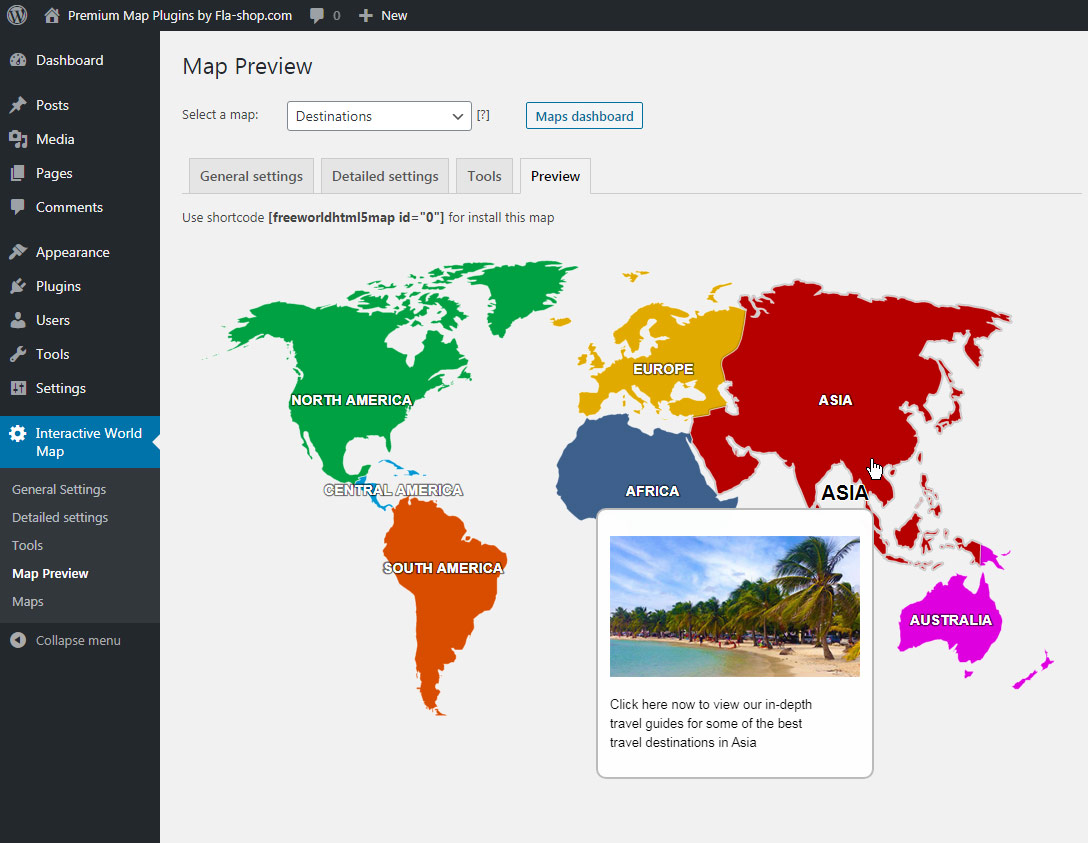 Premium Map Plugins by Fla-shop.com 0 New
Dashboard
Posts
Media
Pages
Comments
Appearance
Plugins
Users
Tools
Settings
Interactive World
Map
General Settings
Detailed settings
Tools
Map Preview
Maps
Collapse menu
Map Preview
Select a map: Destinations [?] Maps dashboard
General settings Detailed settings Tools Preview
Use shortcode [freeworldhtml5map id="0"] for install this map
EUROPE
NORTH AMERICA ASIA
CENTRAL AMERICA AFRICA ASIA
SOUTH AMERICA
AUSTRALIA
Click here now to view our in-depth
travel guides for some of the best
travel destinations in Asia